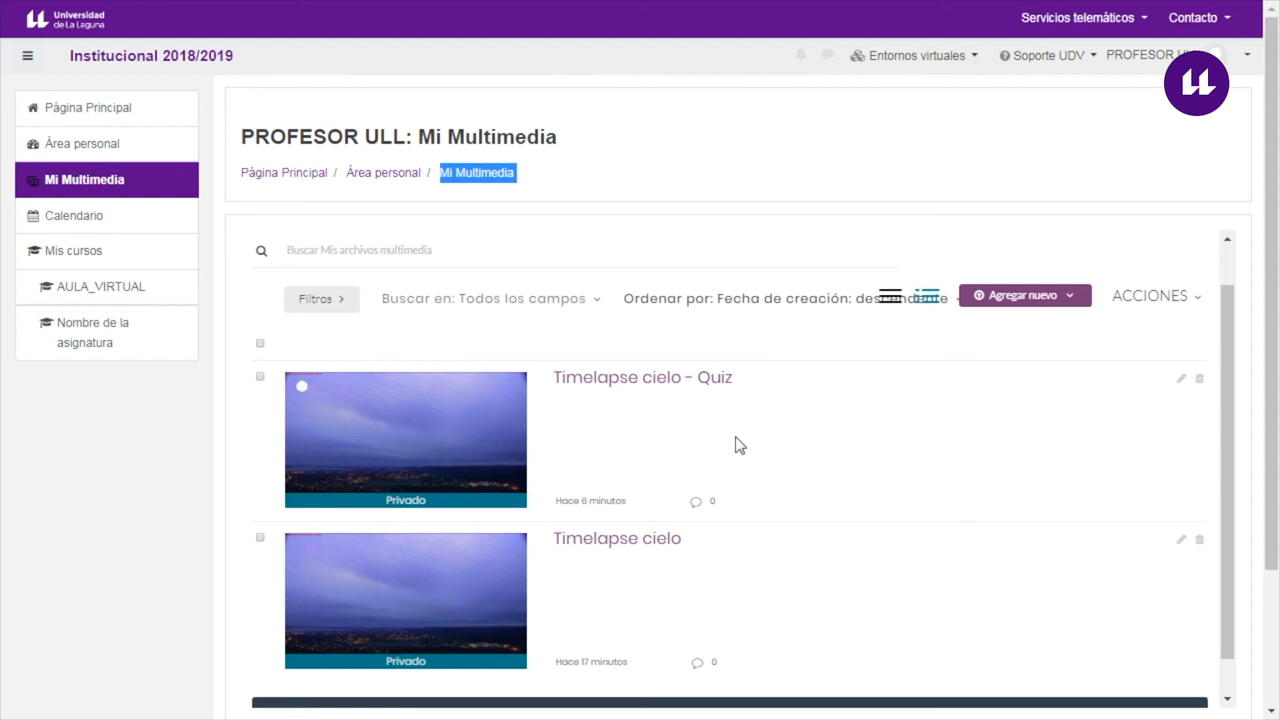 Universidad
de La Laguna
Servicios telemáticos
Contacto
Institucional 2018/2019
Entornos virtuales
Soporte UDV
PROFESOR
Página Principal
Área personal
Mi Multimedia
Calendario
Mis cursos
AULA_VIRTUAL
Nombre de la
asignatura
PROFESOR ULL: Mi Multimedia
Página Principal / Área personal / Mi Multimedia
Buscar Mis archivos multimedia
Filtros
Buscar en: Todos los campos
Ordenar por: Fecha de creación: descendente
Agregar nuevo
ACCIONES
Timelapse cielo - Quiz
Privado
Hace 6 minutos
0
Timelapse cielo
Privado
Hace 17 minutos
0